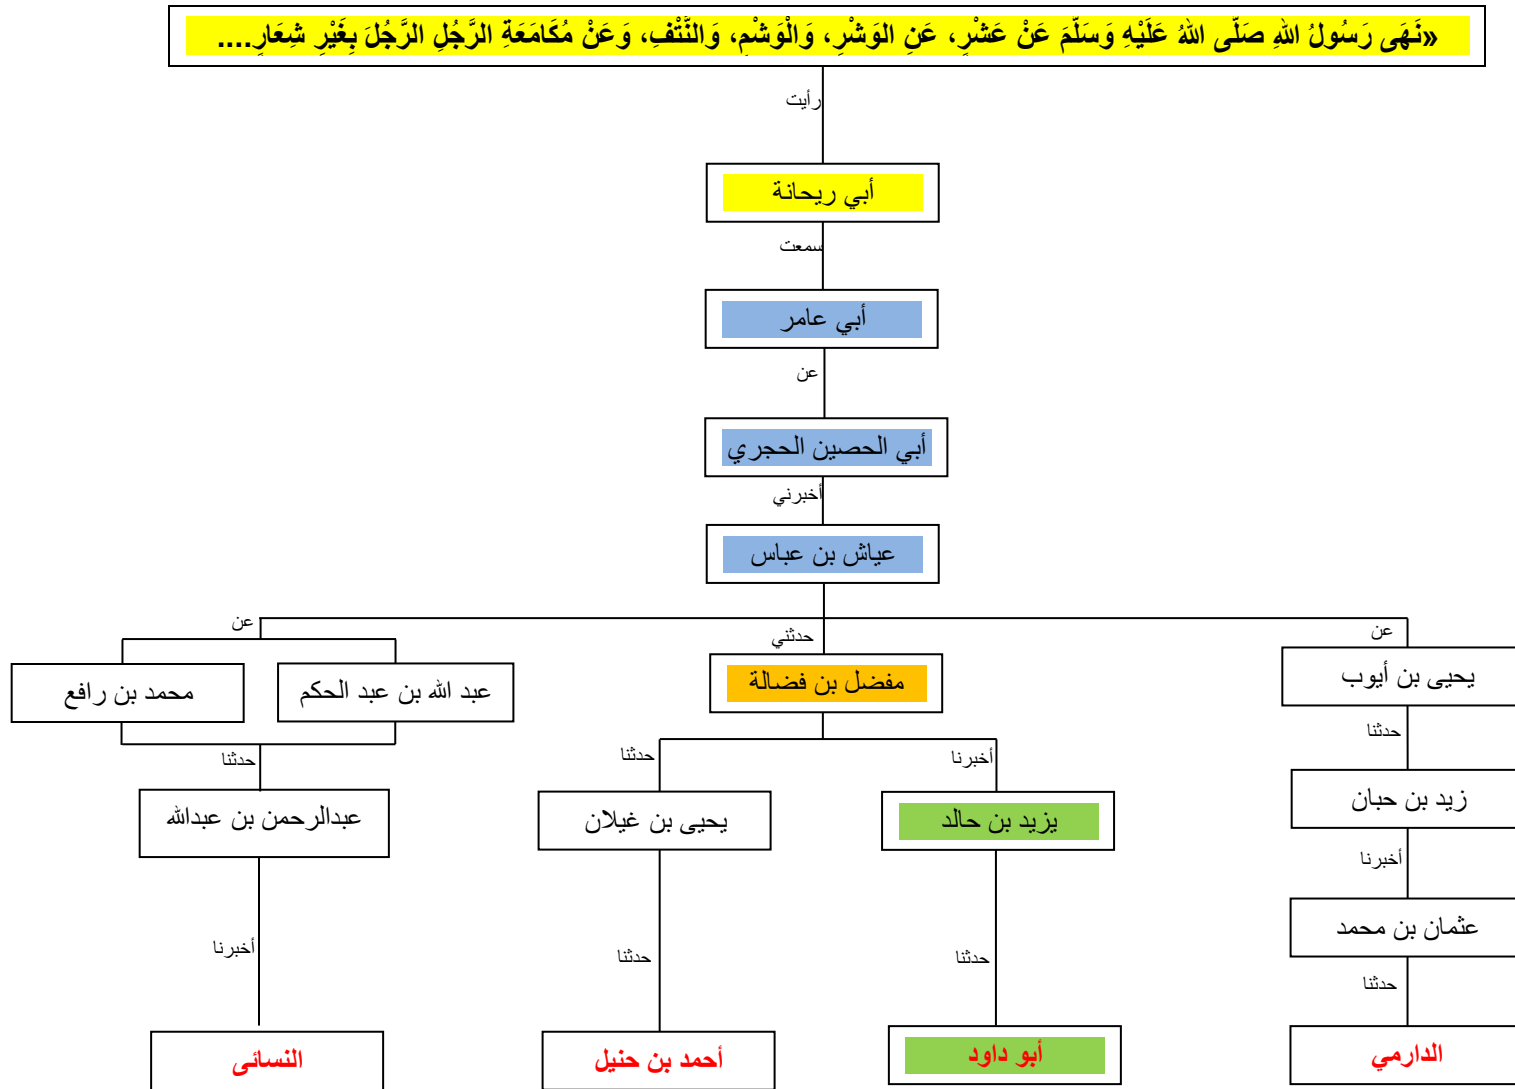 «نَهَى رَسُولُ اللهِ صَلّى اللهُ عَلَيْهِ وَسَلّمَ عَنْ عَشْرٍ، عَنِ الوَشْرِ، وَالْوَشْمِ، وَالنَّتْفِ، وَعَنْ مُكَامَعَةِ الرَّجُلِ الرَّجُلَ بِغَيْرِ شِعَارٍ....
رأيت
أبي ريحانة
سمعت
أبي عامر
عن
أبي الحصين الحجري
أخبرني
عياش بن عباس
عن
حدثني
عن
يحيى بن أيوب
مفضل بن فضالة
عبد الله بن عبد الحكم
محمد بن رافع
حدثنا
أخبرنا
حدثنا
حدثنا
زيد بن حبان
يزيد بن حالد
يحيى بن غيلان
عبدالرحمن بن عبدالله
أخبرنا
عثمان بن محمد
حدثنا
حدثنا
حدثنا
أخبرنا
الدارمي
أبو داود
أحمد بن حنيل
النسائى